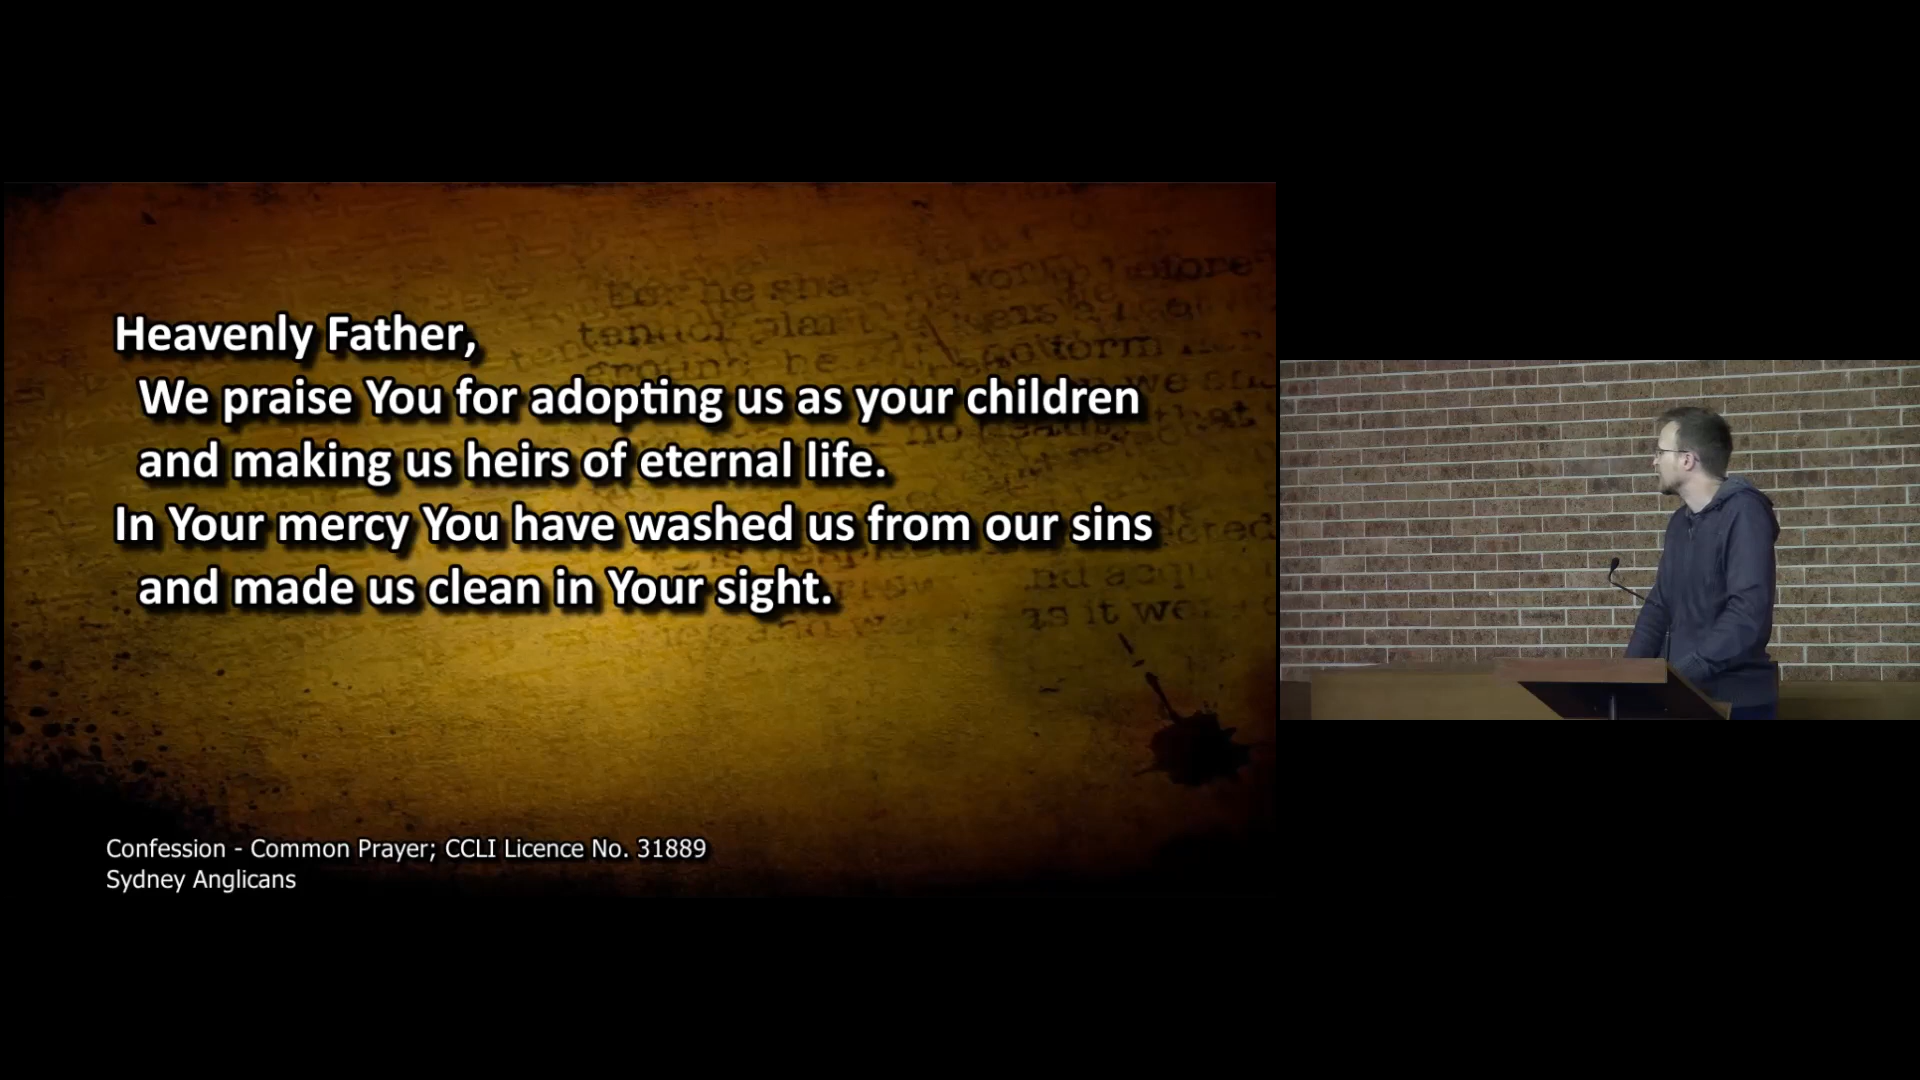 Heavenly Father,
We praise You for adopting us as your children
and making us heirs of eternal life.
In Your mercy You have washed us from our sins
and made us clean in Your sight.
Confession - Common Prayer; CCLI Licence No. 31889
Sydney Anglicans